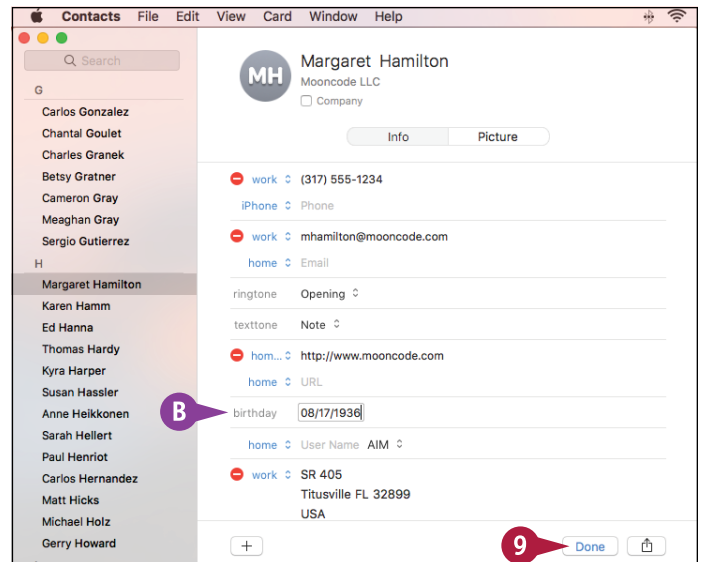 Contacts File Edit View Card Window Help
Search
G
Carlos Gonzalez
Chantal Goulet
Charles Granek
Betsy Gratner
Cameron Gray
Meaghan Gray
Sergio Gutierrez
H
Margaret Hamilton
Karen Hamm
Ed Hanna
Thomas Hardy
Kyra Harper
Susan Hassler
Anne Heikkonen
Sarah Hellert
Paul Henriot
Carlos Hernandez
Matt Hicks
Michael Holz
Gerry Howard
MH
Margaret Hamilton
Mooncode LLC
Company
Info Picture
work (317) 555-1234
iPhone Phone
work mhamilton@mooncode.com
home Email
ringtone Opening
texttone Note
hom... http://www.mooncode.com
home URL
B birthday 08/17/1936
home User Name AIM
work SR 405
Titusville FL 32899
USA
+ 9 Done